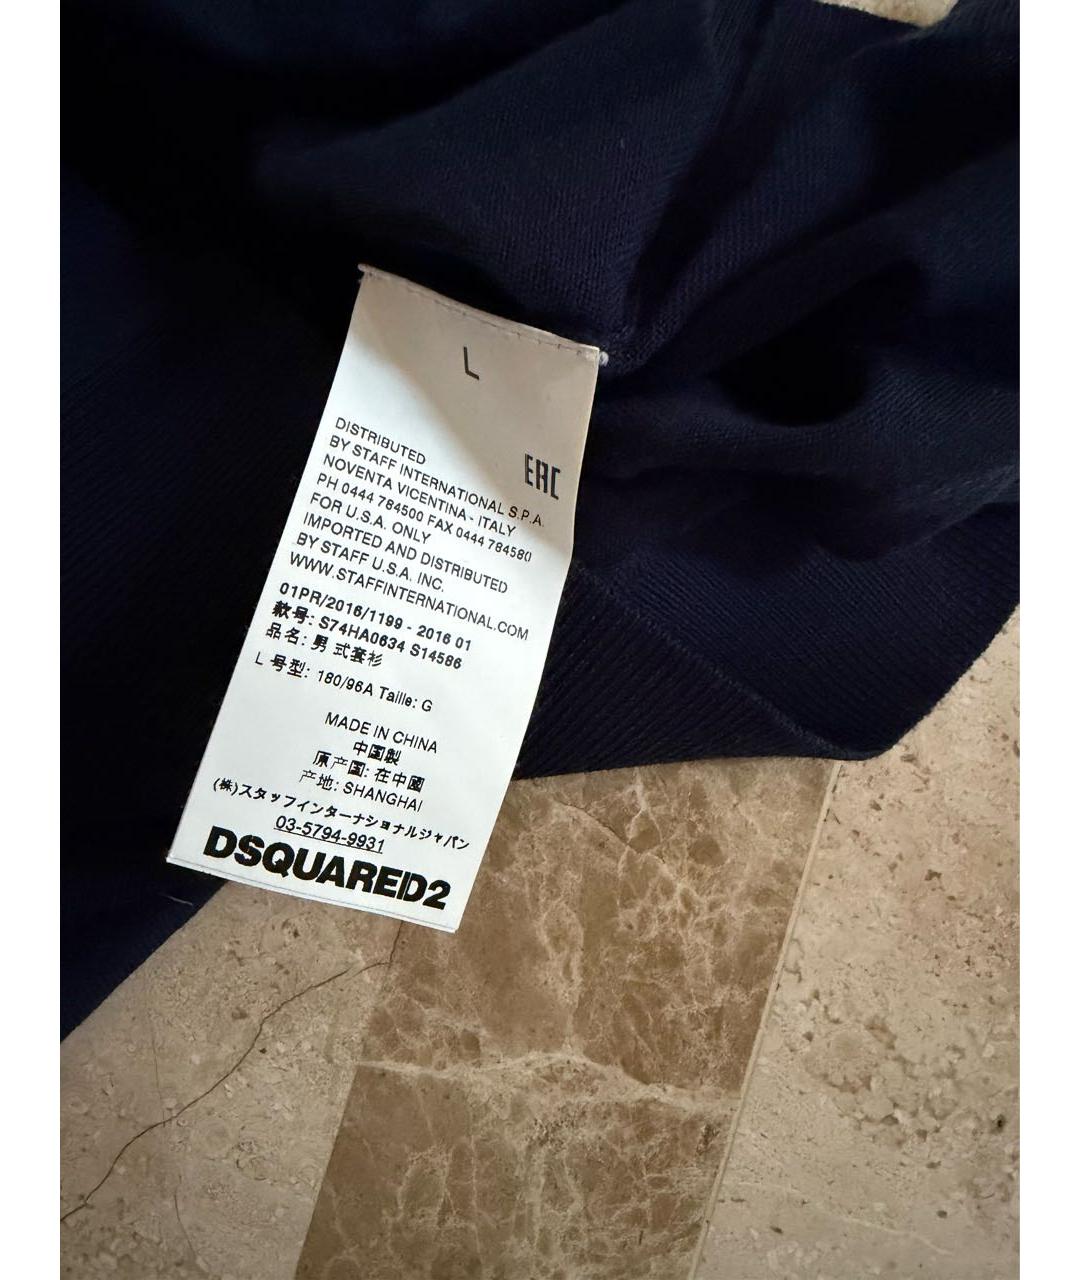 L
EAC
DISTRIBUTED
BY STAFF INTERNATIONAL S.P.A.
NOVENTA VICENTINA - ITALY
PH 0444 784500 FAX 0444 784580
FOR U.S.A. ONLY
IMPORTED AND DISTRIBUTED
BY STAFF U.S.A. INC.
WWW.STAFFINTERNATIONAL.COM
01PR/2016/1199 - 2016 01
款号: S74HA0634 S14586
品名: 男 式套衫
L 号型: 180/96A Taille: G
MADE IN CHINA
中国製
原产国: 在中國
产地: SHANGHAI
(株)スタッフインターナショナルジャパン
03-5794-9931
DSQUARED2